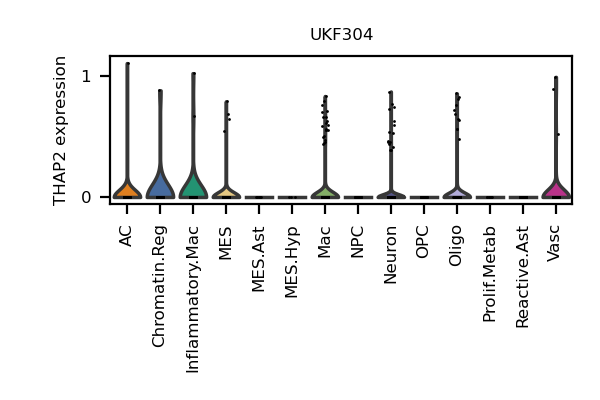 UKF304
THAP2 expression
1
0
AC
Chromatin.Reg
Inflammatory.Mac
MES
MES.Ast
MES.Hyp
Mac
NPC
Neuron
OPC
Oligo
Prolif.Metab
Reactive.Ast
Vasc